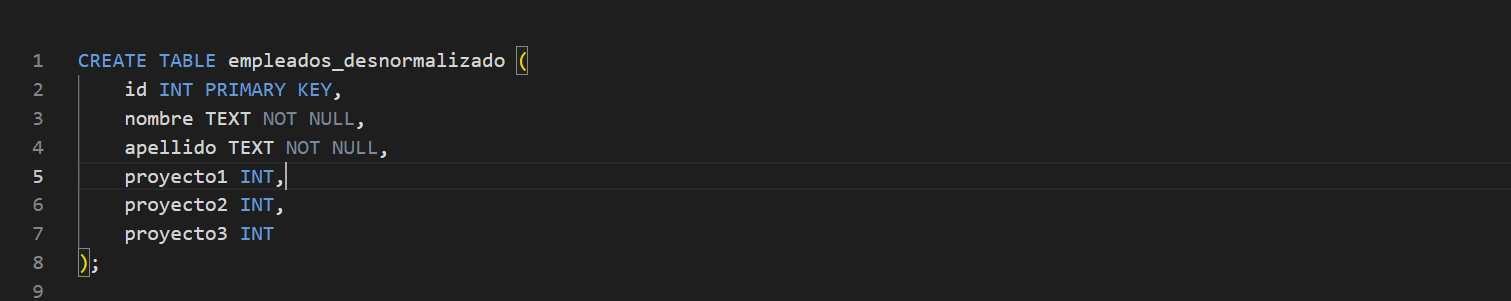 1 CREATE TABLE empleados_desnormalizado (
2 id INT PRIMARY KEY,
3 nombre TEXT NOT NULL,
4 apellido TEXT NOT NULL,
5 proyecto1 INT,
6 proyecto2 INT,
7 proyecto3 INT
8 );
9